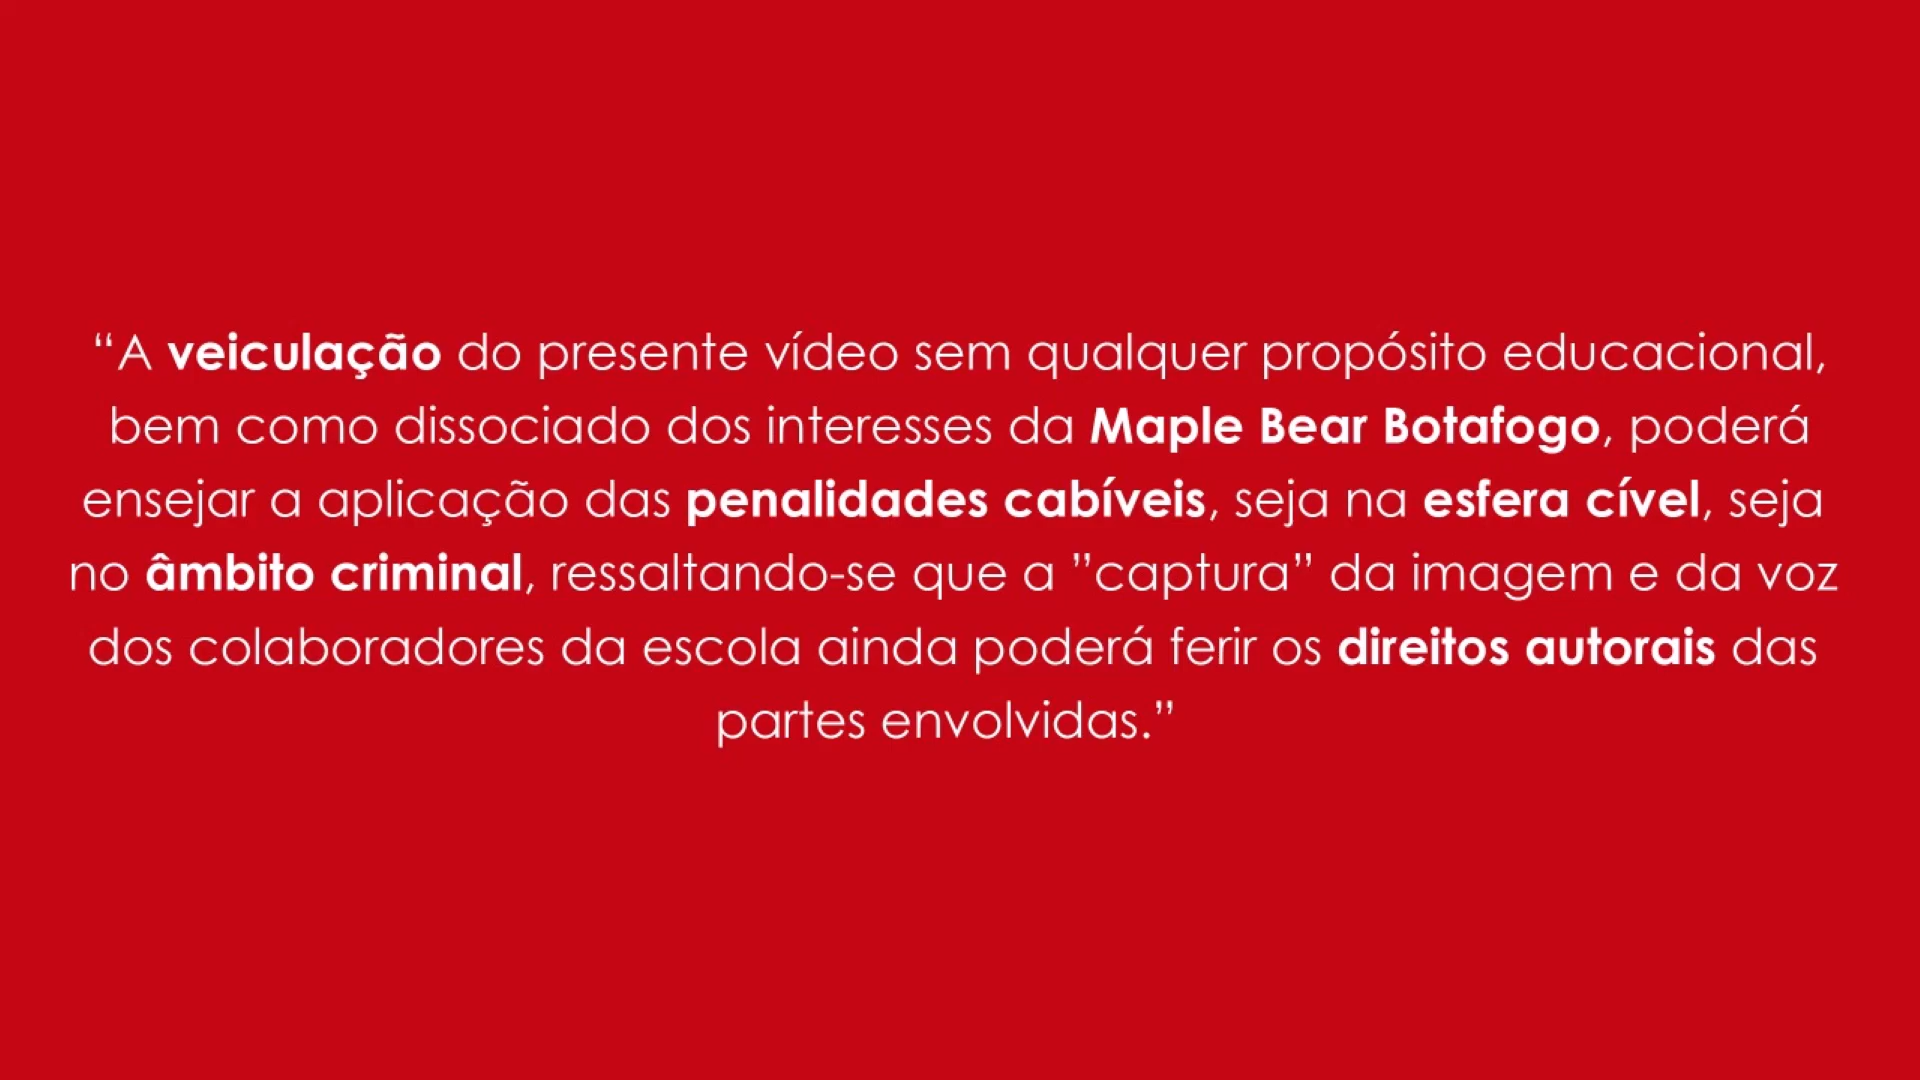 “A veiculação do presente vídeo sem qualquer propósito educacional,
bem como dissociado dos interesses da Maple Bear Botafogo, poderá
ensejar a aplicação das penalidades cabíveis, seja na esfera cível, seja
no âmbito criminal, ressaltando-se que a ”captura” da imagem e da voz
dos colaboradores da escola ainda poderá ferir os direitos autorais das
partes envolvidas.”